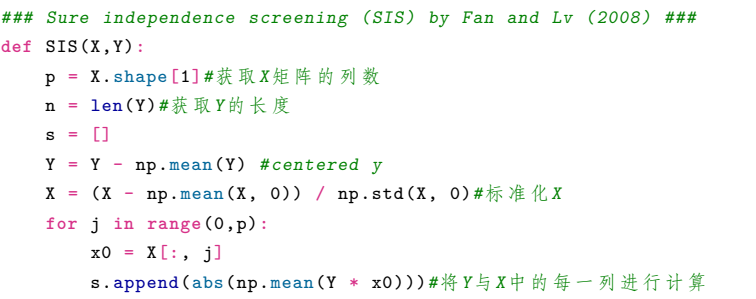 ### Sure independence screening (SIS) by Fan and Lv (2008) ###
def SIS(X,Y):
    p = X.shape[1]#获取X矩阵的列数
    n = len(Y)#获取Y的长度
    s = []
    Y = Y - np.mean(Y) #centered y
    X = (X - np.mean(X, 0)) / np.std(X, 0)#标准化X
    for j in range(0,p):
        x0 = X[:, j]
        s.append(abs(np.mean(Y * x0)))#将Y与X中的每一列进行计算